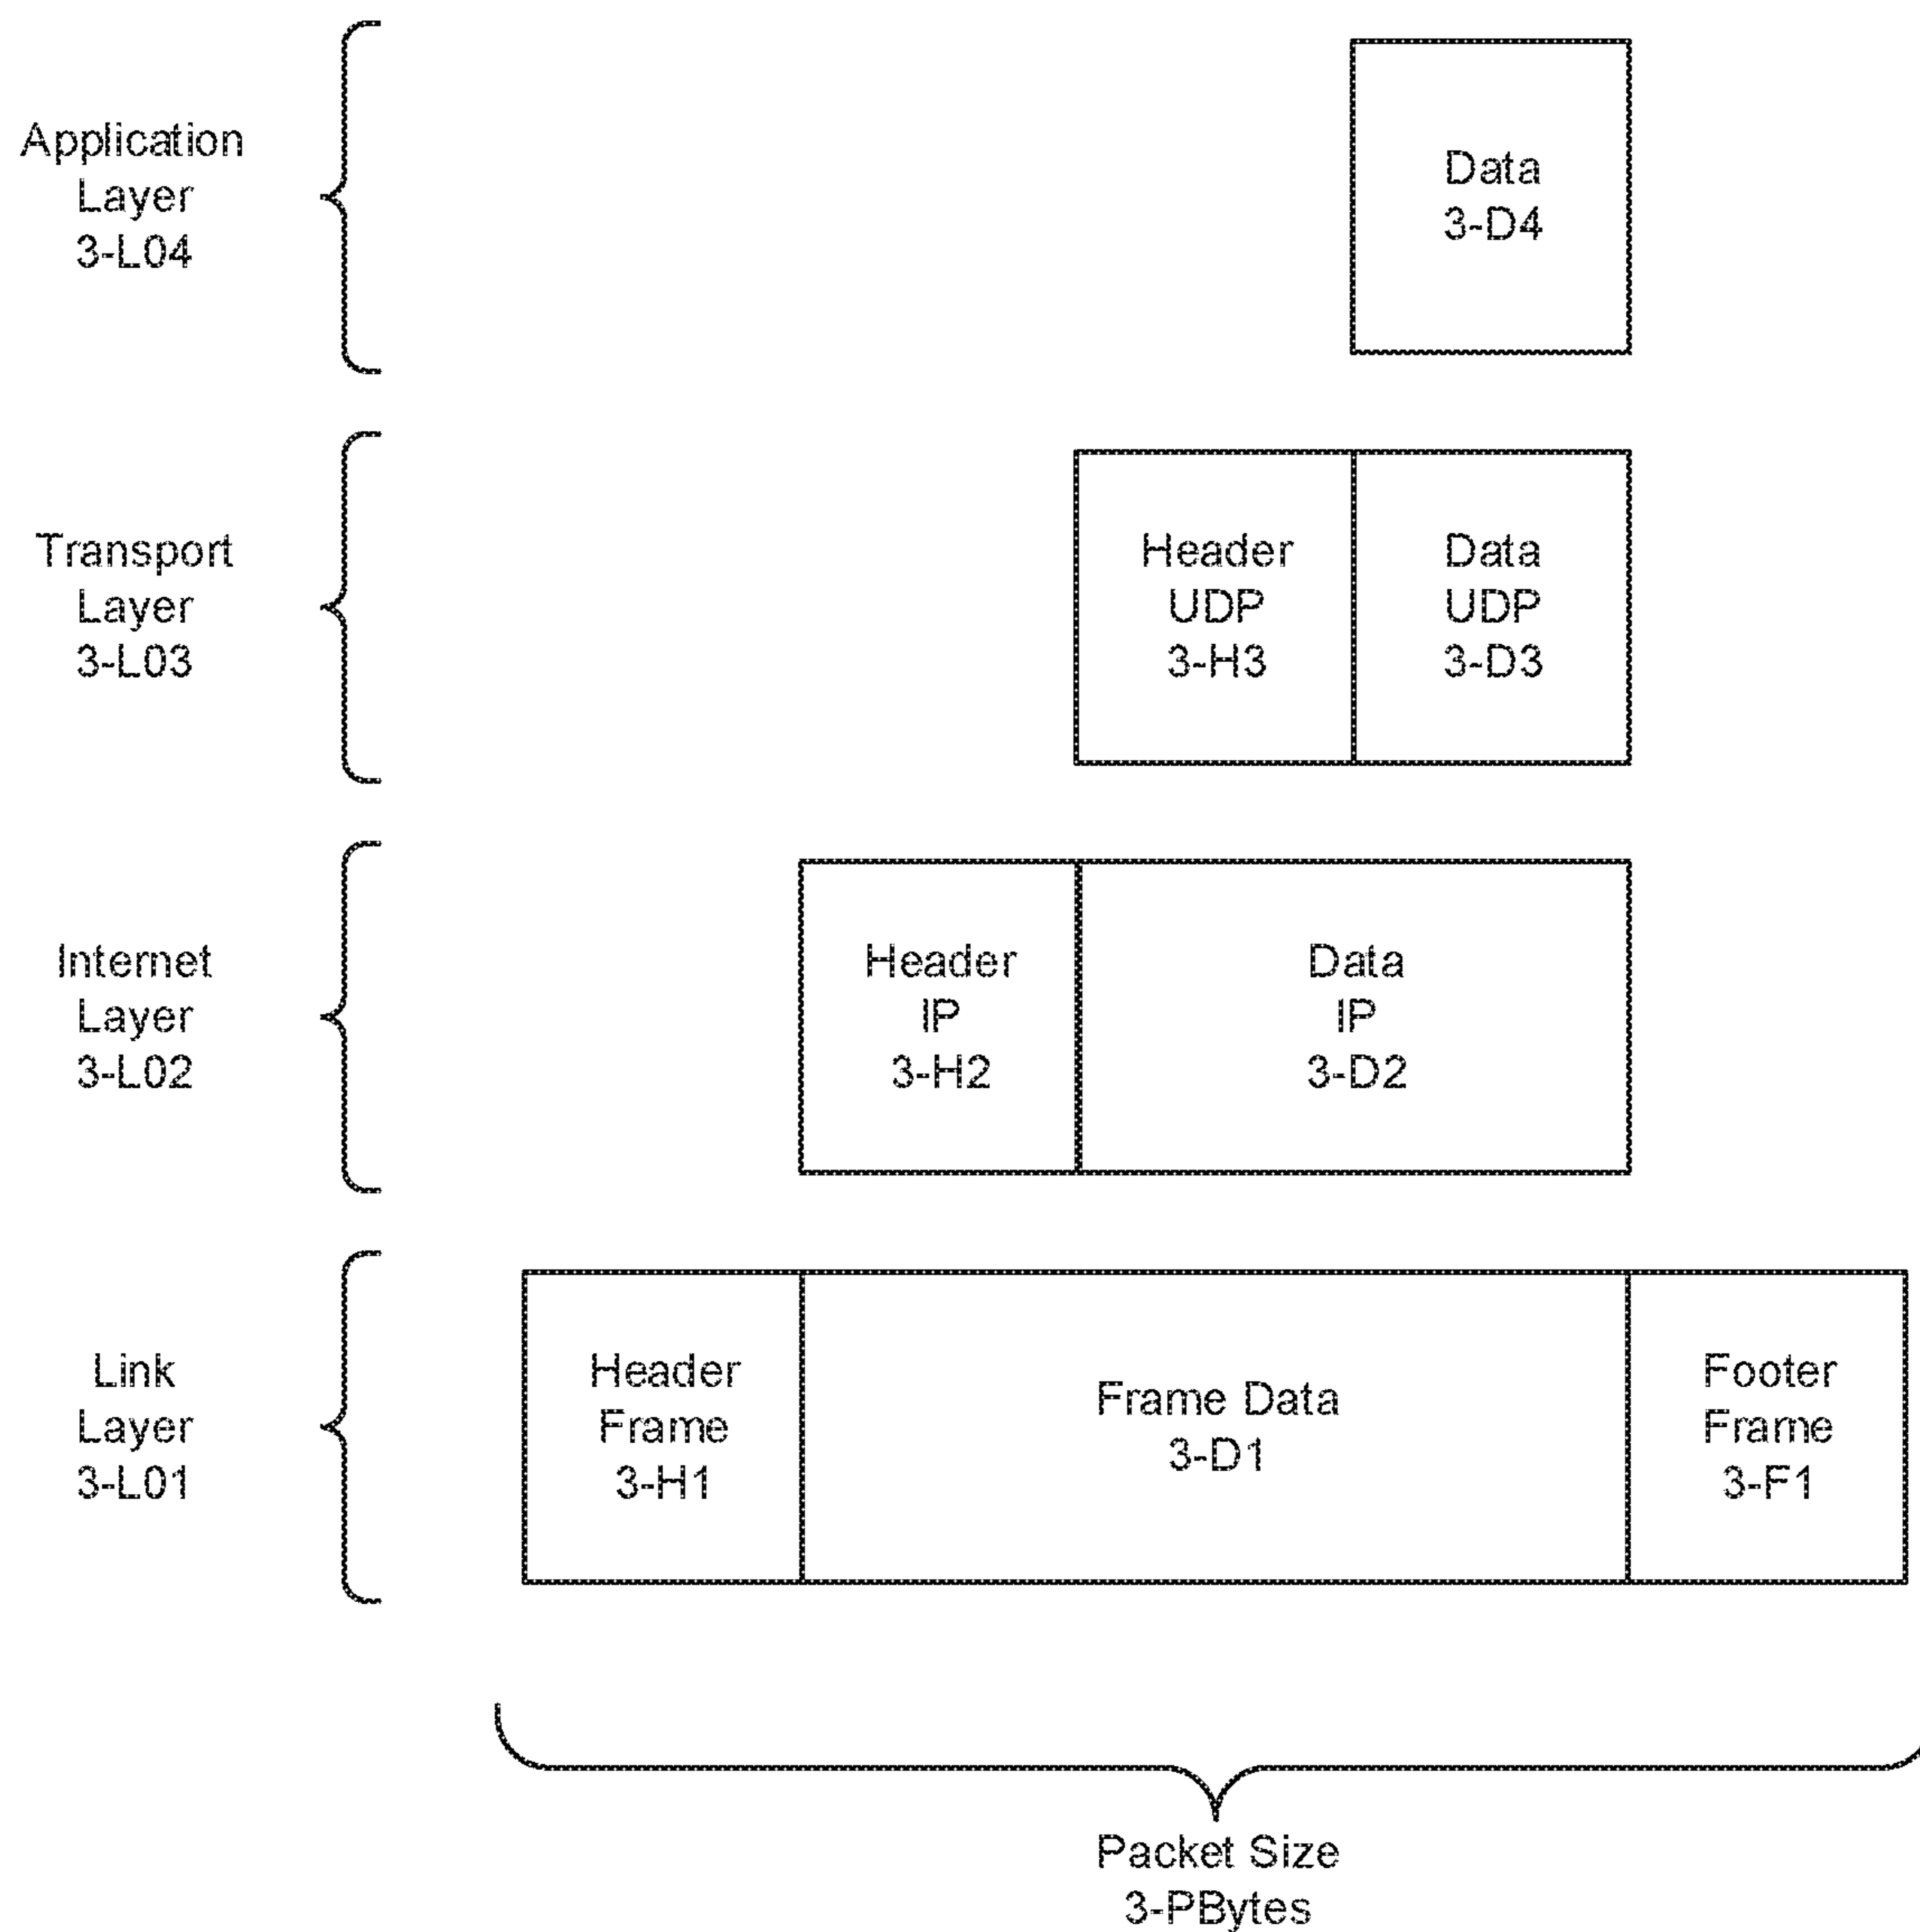 Application
Layer
3-L04
Data
3-D4
Transport
Layer
3-L03
Header
UDP
3-H3
Data
UDP
3-D3
Internet
Layer
3-L02
Header
IP
3-H2
Data
IP
3-D2
Link
Layer
3-L01
Header
Frame
3-H1
Frame Data
3-D1
Footer
Frame
3-F1
Packet Size
3-PBytes